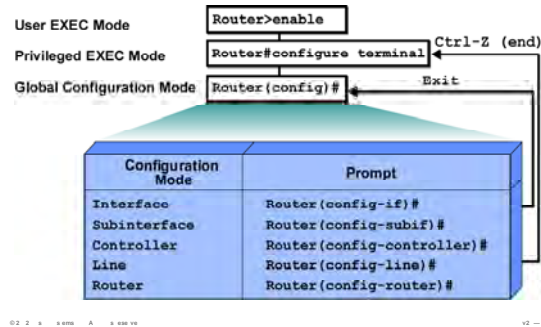 User EXEC Mode Router>enable
Privileged EXEC Mode Router#configure terminal Ctrl-Z (end)
Global Configuration Mode Router(config)# Exit
Configuration Mode Prompt
Interface Router(config-if)#
Subinterface Router(config-subif)#
Controller Router(config-controller)#
Line Router(config-line)#
Router Router(config-router)#